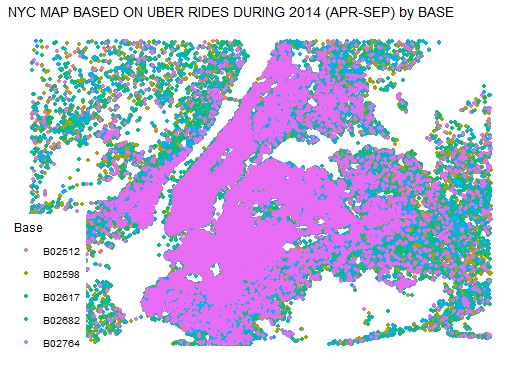 NYC MAP BASED ON UBER RIDES DURING 2014 (APR-SEP) by BASE
Base
B02512
B02598
B02617
B02682
B02764